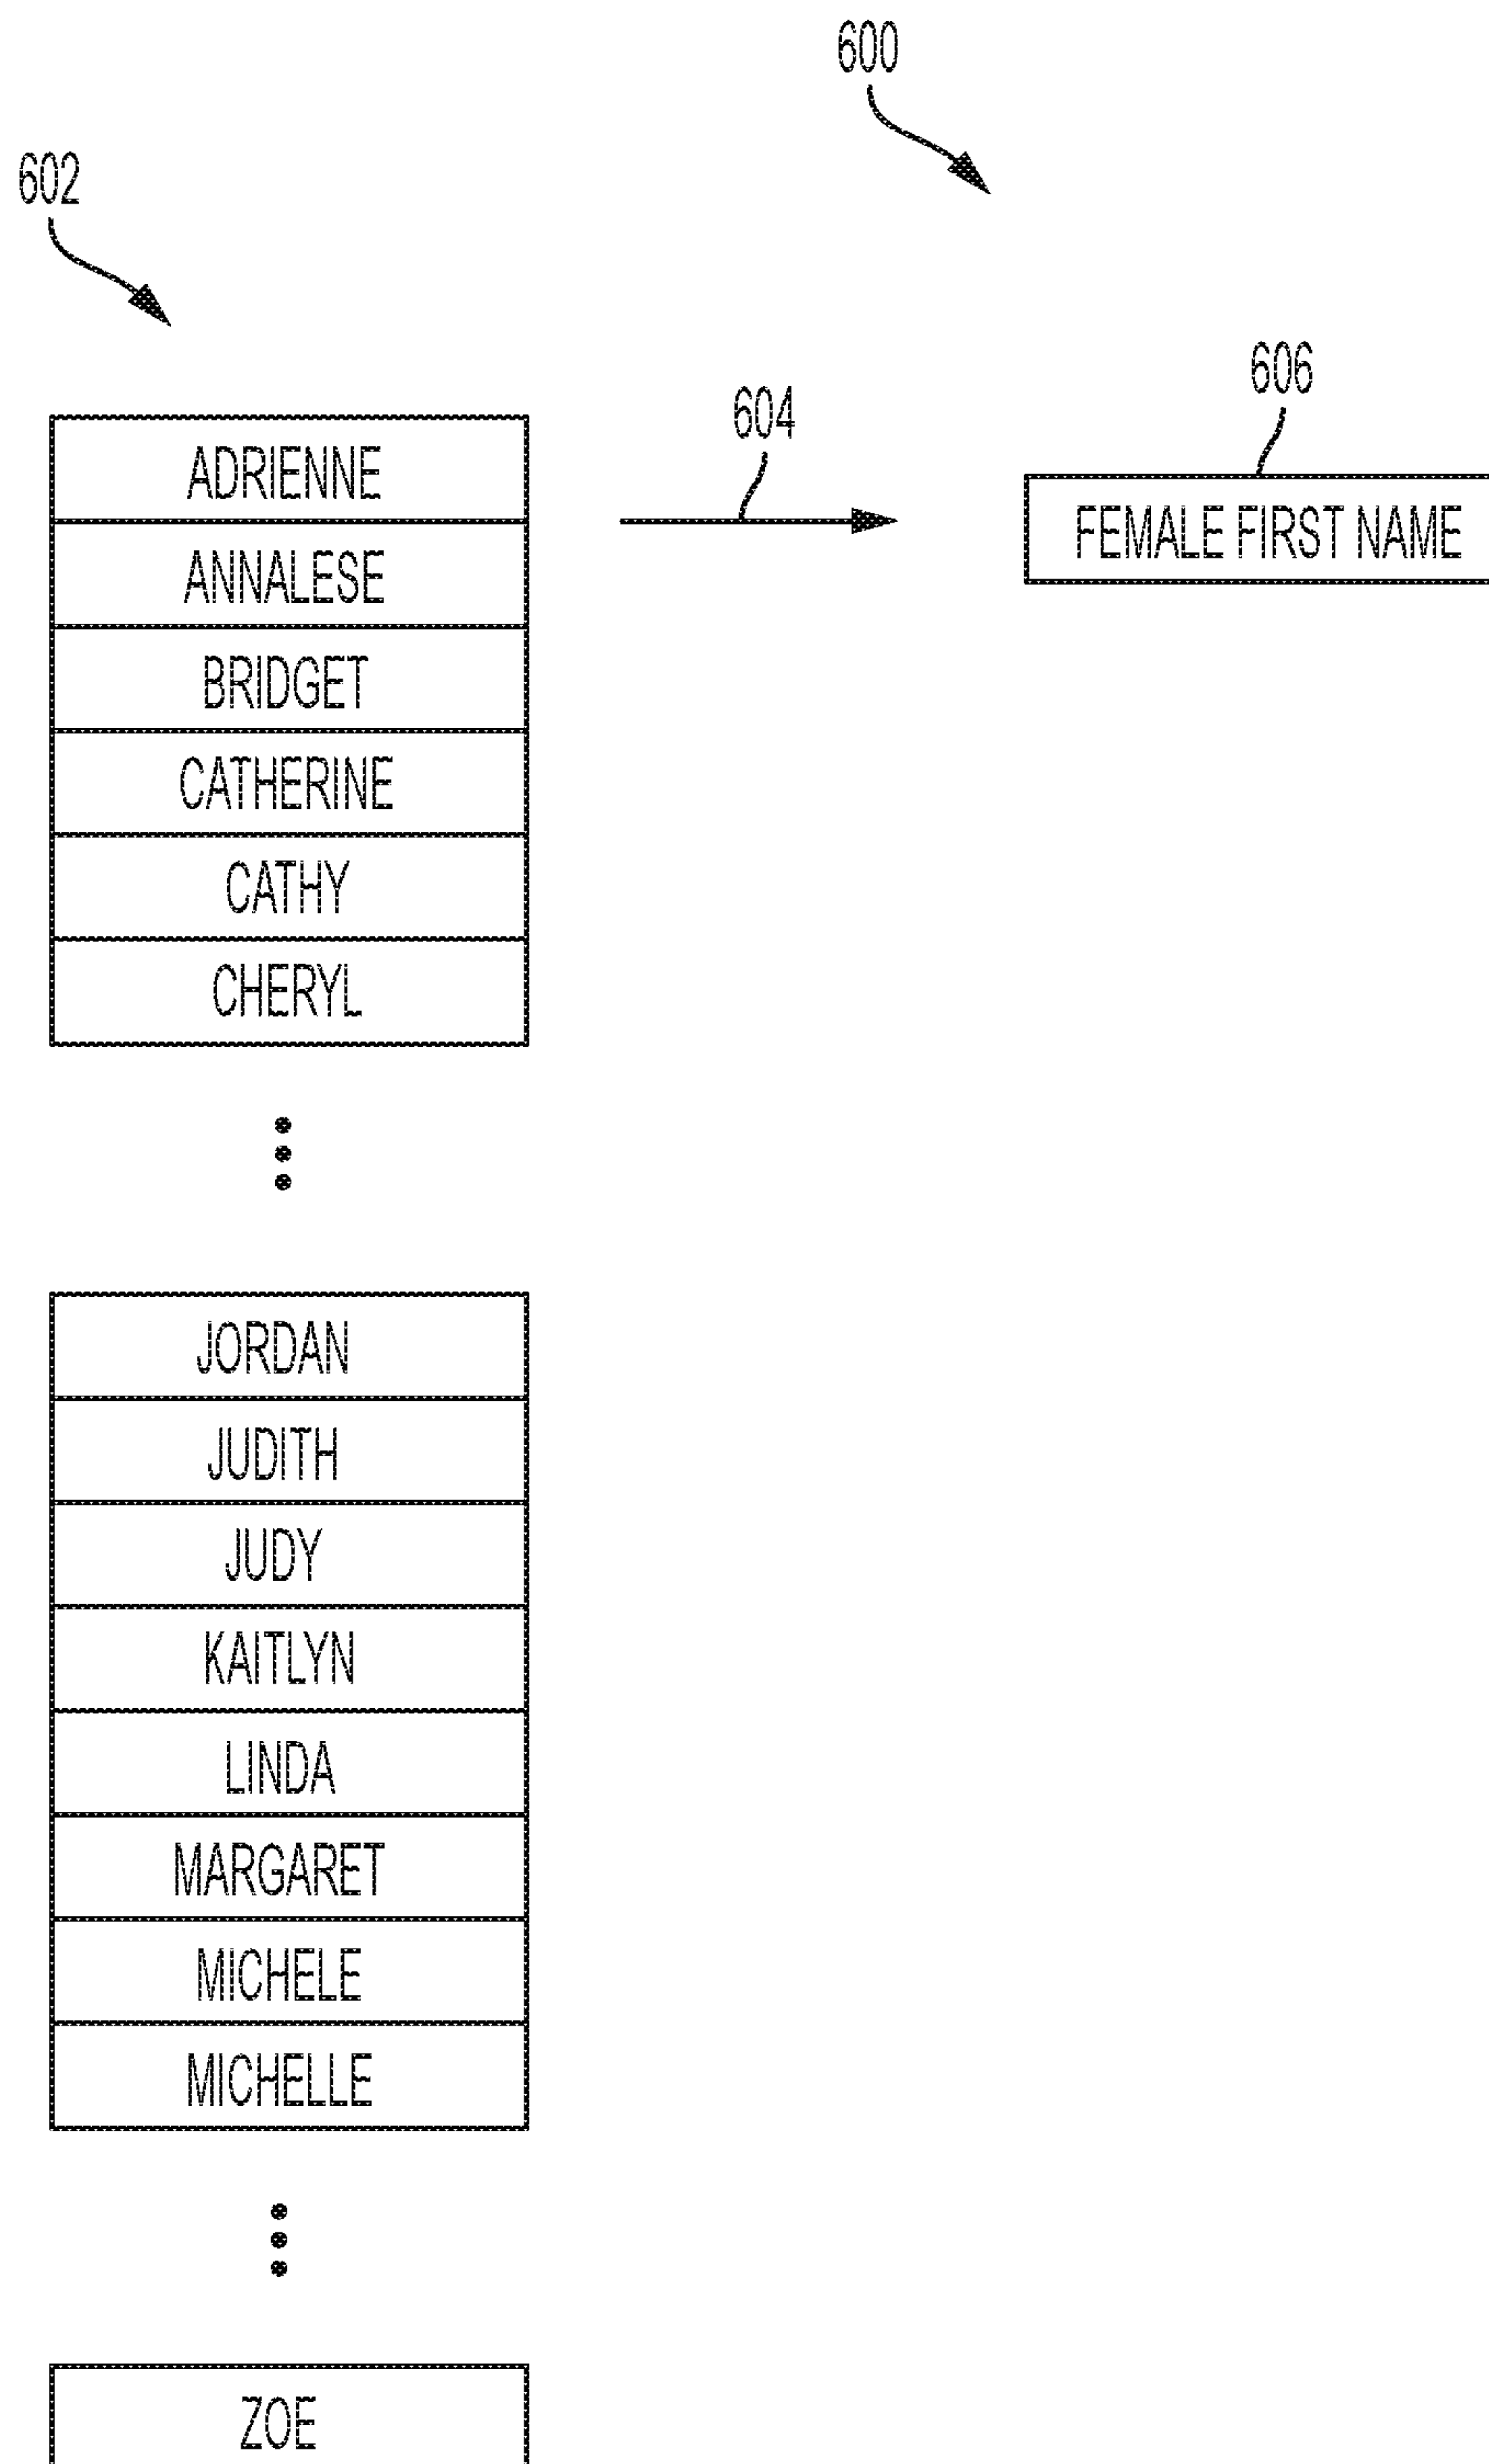 600
602
606
604
ADRIENNE
FEMALE FIRST NAME
ANNALESE
BRIDGET
CATHERINE
CATHY
CHERYL
JORDAN
JUDITH
JUDY
KAITLYN
LINDA
MARGARET
MICHELE
MICHELLE
ZOE